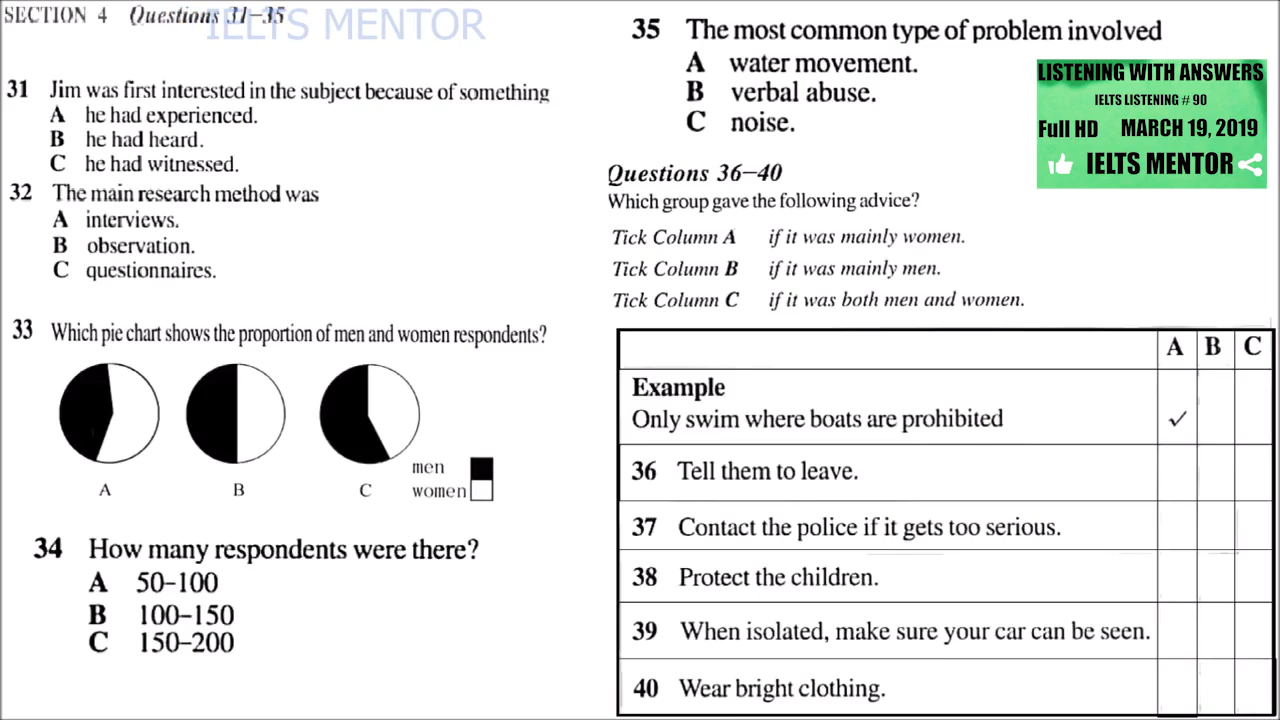 SECTION 4 Questions 31–35
IELTS MENTOR
31 Jim was first interested in the subject because of something
A he had experienced.
B he had heard.
C he had witnessed.
32 The main research method was
A interviews.
B observation.
C questionnaires.
33 Which pie chart shows the proportion of men and women respondents?
men
women
A B C
34 How many respondents were there?
A 50–100
B 100–150
C 150–200
35 The most common type of problem involved
A water movement.
B verbal abuse.
C noise.
LISTENING WITH ANSWERS
IELTS LISTENING # 90
Full HD MARCH 19, 2019
IELTS MENTOR
Questions 36–40
Which group gave the following advice?
Tick Column A if it was mainly women.
Tick Column B if it was mainly men.
Tick Column C if it was both men and women.
A B C
Example
Only swim where boats are prohibited ✓
36 Tell them to leave.
37 Contact the police if it gets too serious.
38 Protect the children.
39 When isolated, make sure your car can be seen.
40 Wear bright clothing.